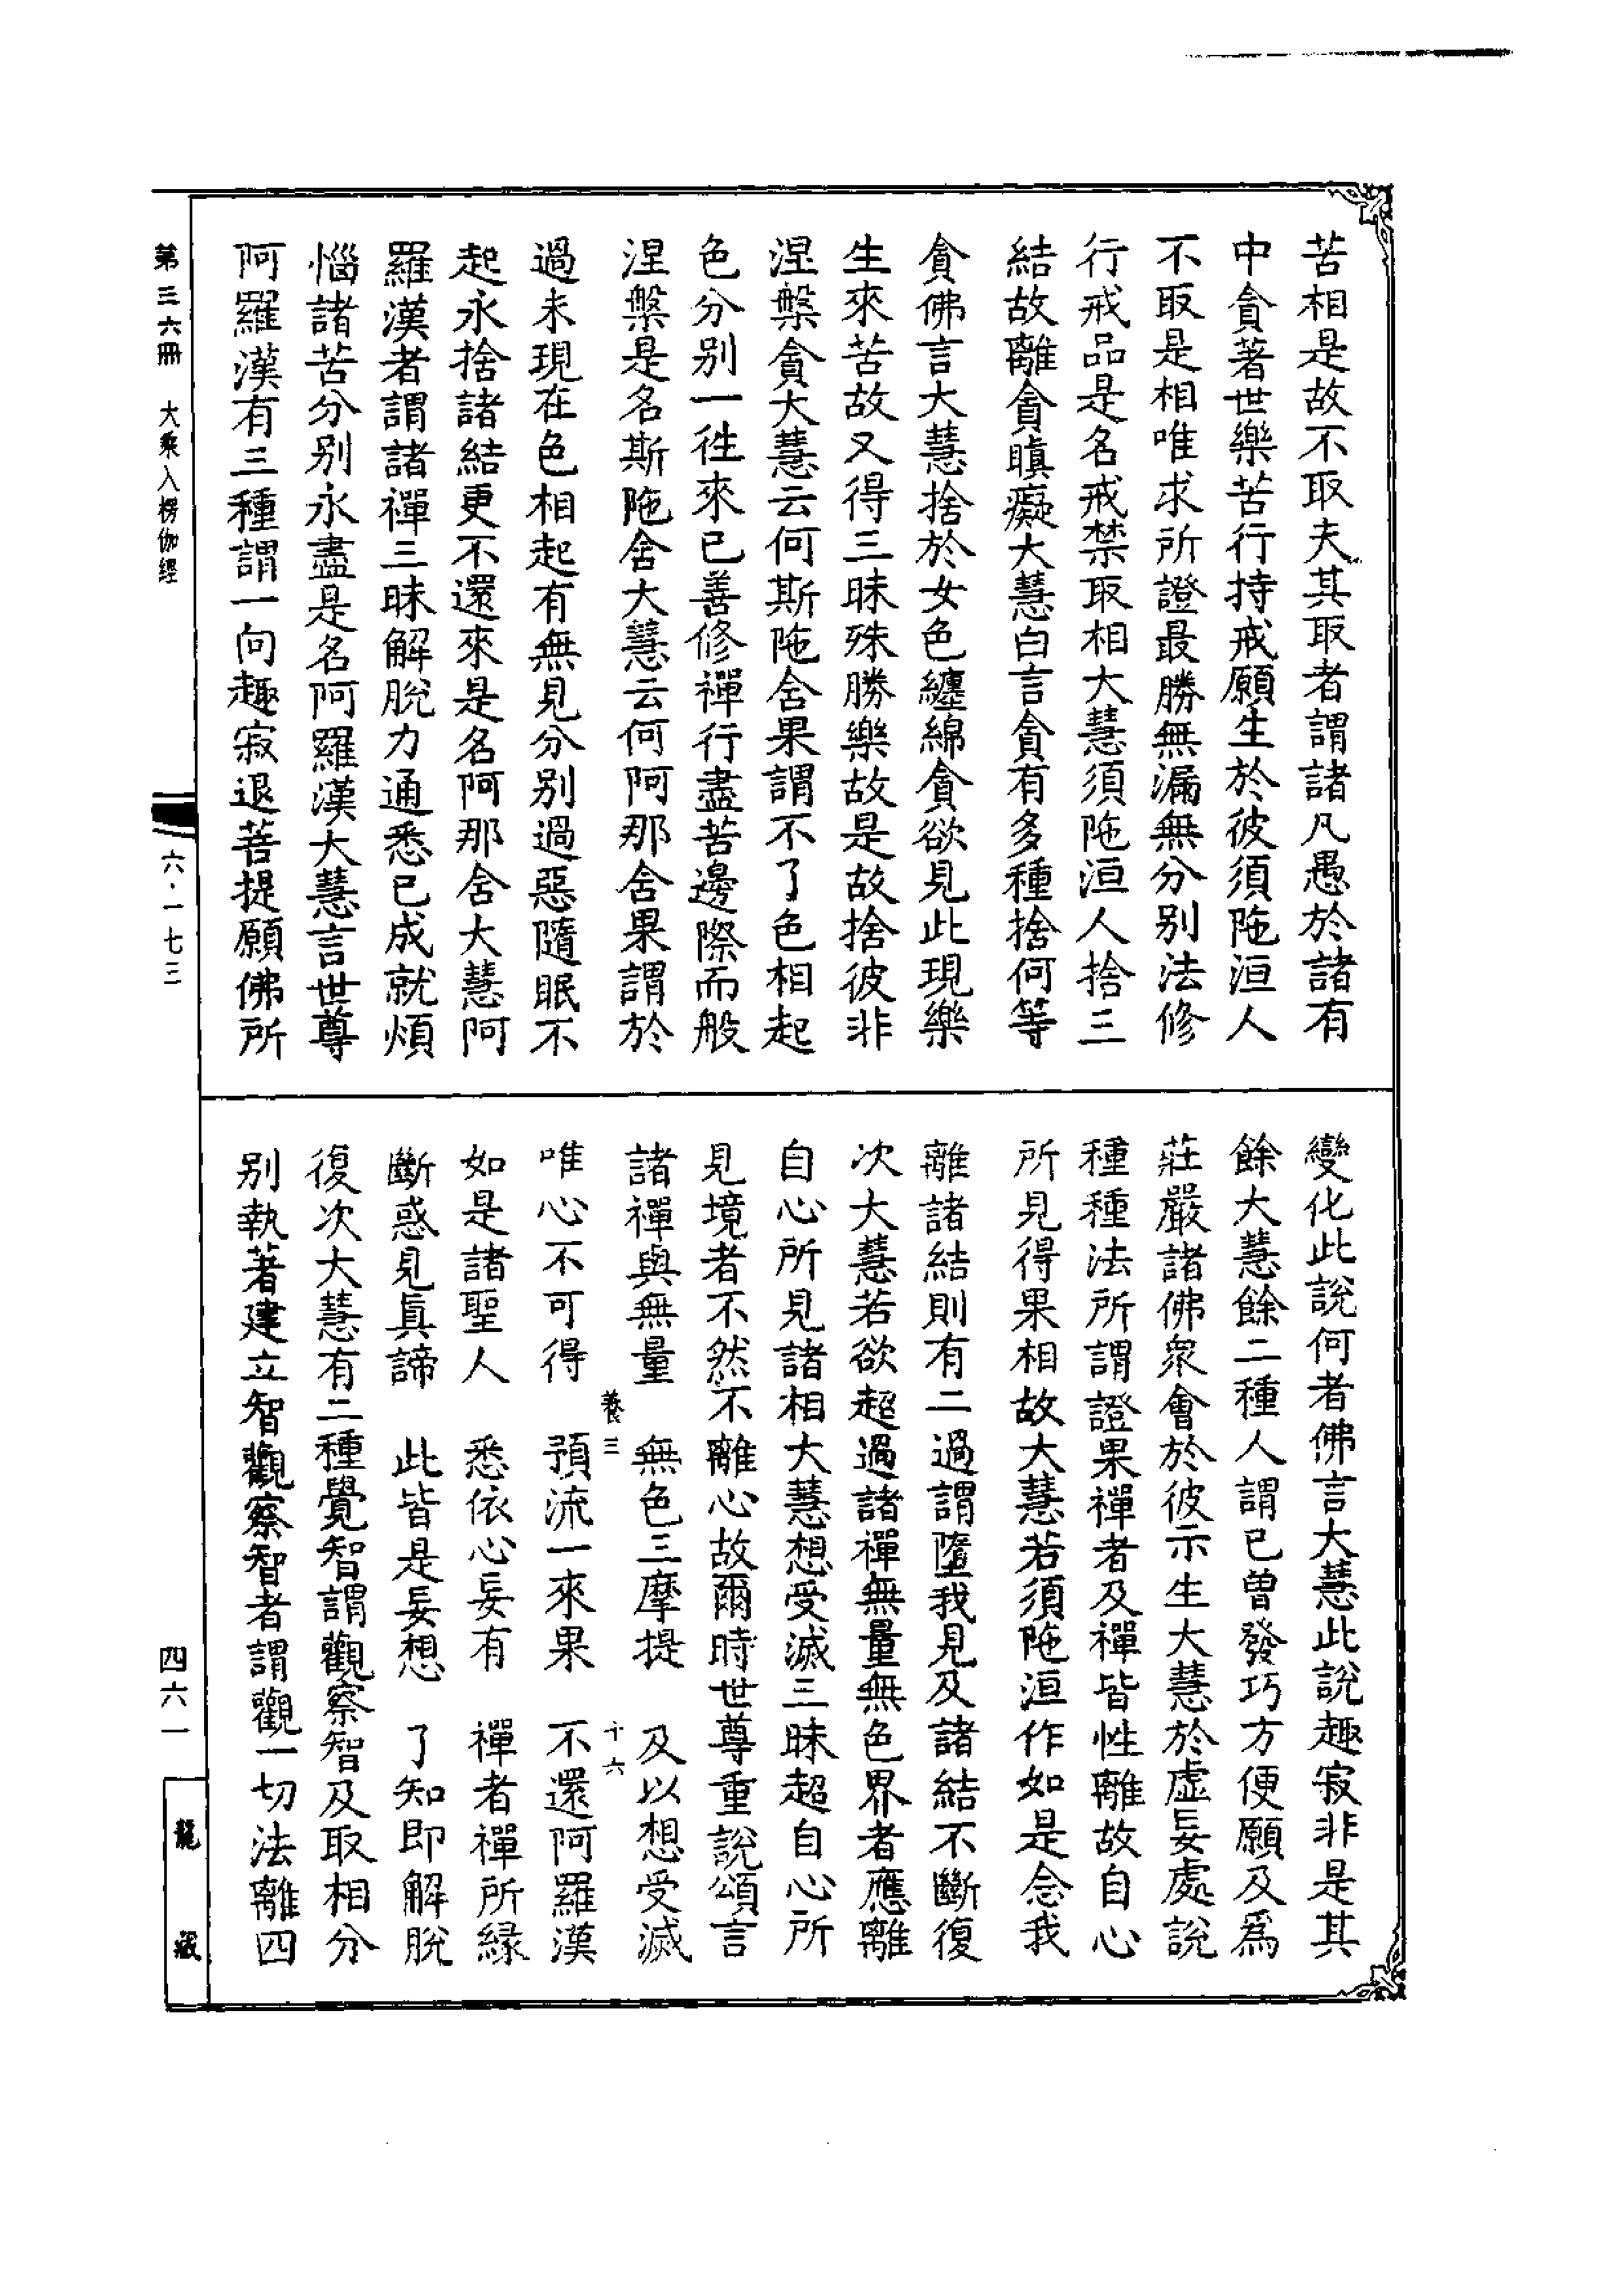 苦相是故不取夫其取者謂諸凡愚於諸有
中貪著世樂苦行持戒願生於彼須陁洹人
不取是相唯求所證最勝無漏無分别法修
行戒品是名戒禁取相大慧須陁洹人捨三
結故離貪瞋癡大慧白言貪有多種捨何等
貪佛言大慧捨於女色纏綿貪欲見此現樂
生來苦故又得三昧殊勝樂故是故捨彼非
涅槃貪大慧云何斯陁含果謂不了色相起
色分别一徃來已善修禪行盡苦邊際而般
涅槃是名斯陁含大慧云何阿那含果謂於
過未現在色相起有無見分别過惡隨眠不
起永捨諸結更不還來是名阿那含大慧阿
羅漢者謂諸禪三昧解脫力通悉已成就煩
惱諸苦分别永盡是名阿羅漢大慧言世尊
阿羅漢有三種謂一向趣寂退菩提願佛所
變化此說何者佛言大慧此說趣寂非是其
餘大慧餘二種人謂已曾發巧方便願及爲
莊嚴諸佛衆會於彼示生大慧於虛妄處說
種種法所謂證果禪者及禪皆性離故自心
所見得果相故大慧若須陁洹作如是念我
離諸結則有二過謂墮我見及諸結不斷復
次大慧若欲超過諸禪無量無色界者應離
自心所見諸相大慧想受滅三昧超自心所
見境者不然不離心故爾時世尊重說頌言
諸禪與無量　無色三摩提　及以想受滅
養三　十六
唯心不可得　預流一來果　不還阿羅漢
如是諸聖人　悉依心妄有　禪者禪所緣
斷惑見真諦　此皆是妄想　了知即解脫
復次大慧有二種覺智謂觀察智及取相分
别執著建立智觀察智者謂觀一切法離四
第三六冊　大乘入楞伽經
六·一七三
四六一
龍藏